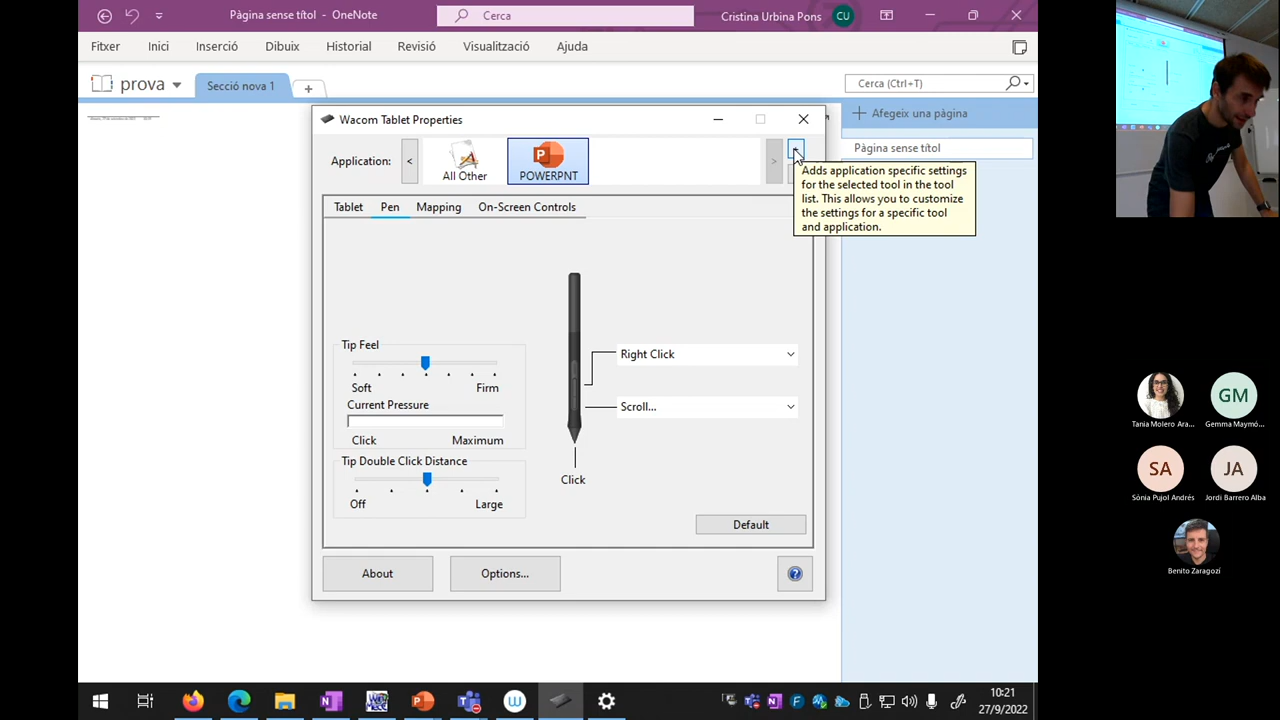 Pàgina sense títol - OneNote
Cerca
Cristina Urbina Pons
CU
Fitxer
Inici
Inserció
Dibuix
Historial
Revisió
Visualització
Ajuda
prova
Secció nova 1
+
Cerca (Ctrl+T)
Afegeix una pàgina
Pàgina sense títol
Wacom Tablet Properties
Application:
<
All Other
POWERPNT
>
Adds application specific settings
for the selected tool in the tool
list. This allows you to customize
the settings for a specific tool
and application.
Tablet
Pen
Mapping
On-Screen Controls
Tip Feel
Soft
Firm
Current Pressure
Click
Maximum
Tip Double Click Distance
Off
Large
Right Click
Scroll...
Click
Default
About
Options...
?
Tania Molero Ara...
GM
Gemma Maymó...
SA
Sónia Pujol Andrés
JA
Jordi Barrero Alba
Benito Zaragozí
10:21
27/9/2022